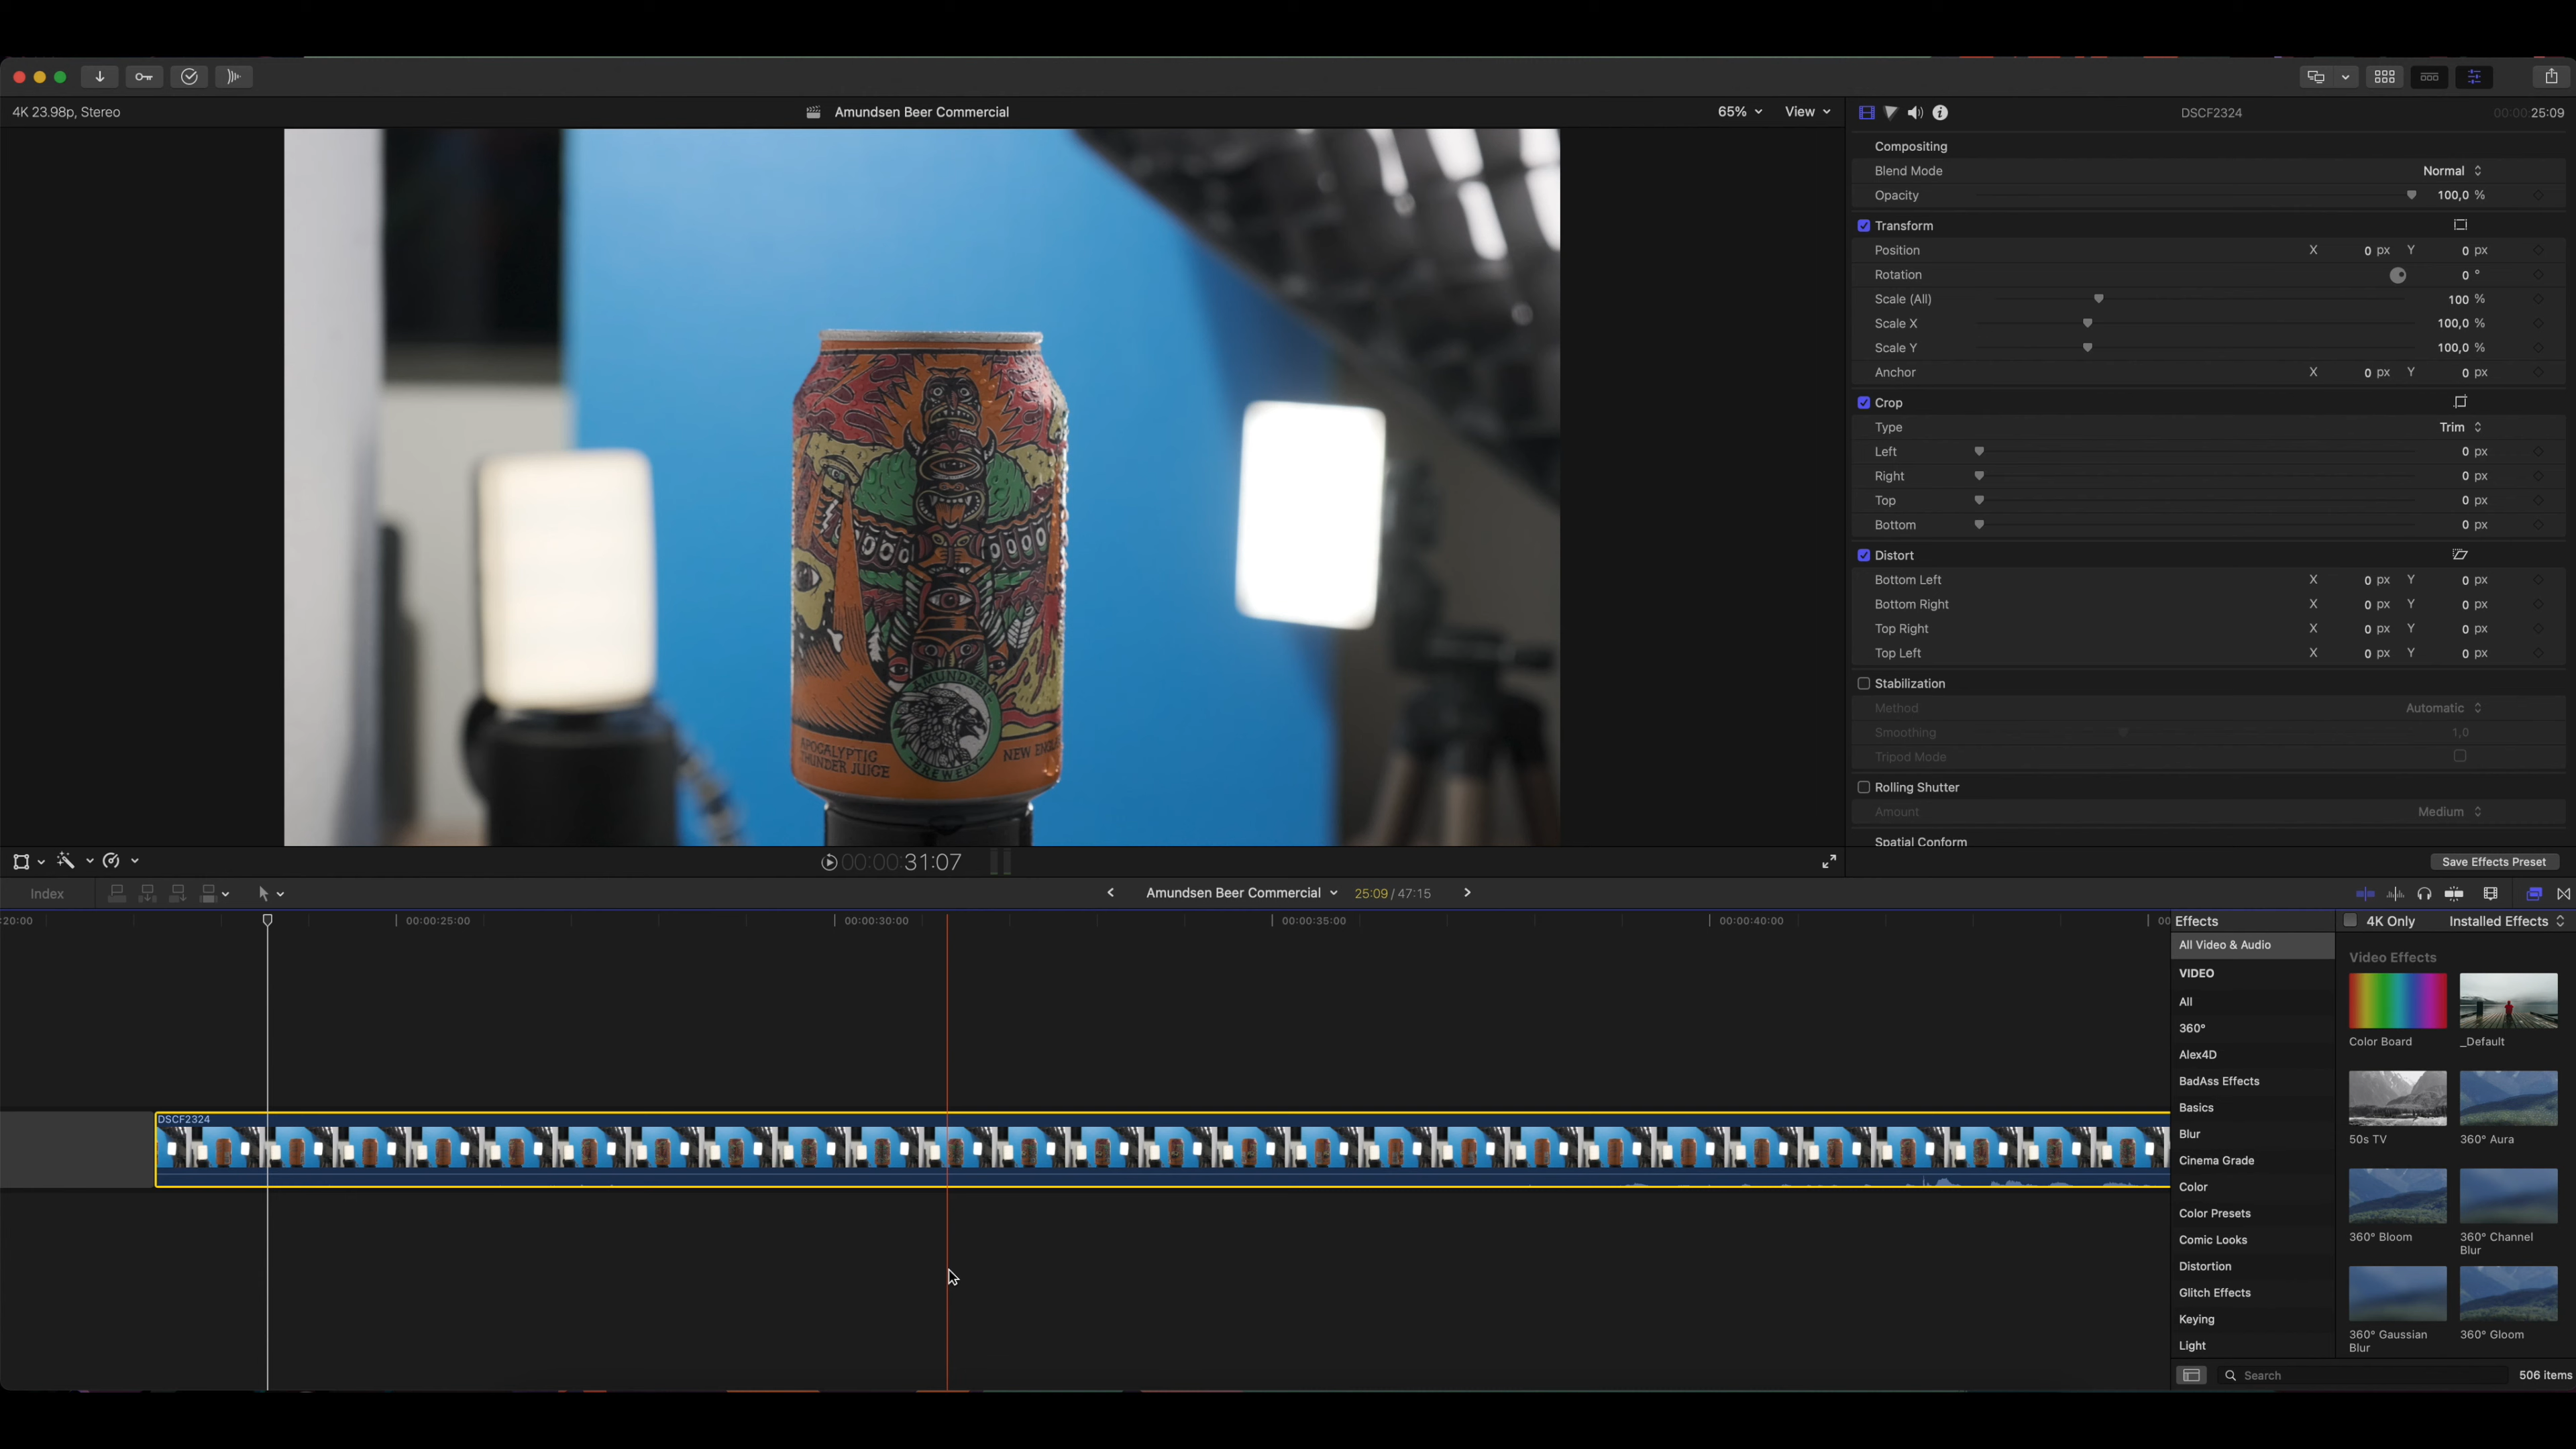 4K 23.98p, Stereo
Amundsen Beer Commercial
65%
View
DSCF2324
00:00:25:09
Compositing
Blend Mode
Normal
Opacity
100,0 %
Transform
Position
X 0 px Y 0 px
Rotation
0 °
Scale (All)
100 %
Scale X
100,0 %
Scale Y
100,0 %
Anchor
X 0 px Y 0 px
Crop
Type
Trim
Left
0 px
Right
0 px
Top
0 px
Bottom
0 px
Distort
Bottom Left
X 0 px Y 0 px
Bottom Right
X 0 px Y 0 px
Top Right
X 0 px Y 0 px
Top Left
X 0 px Y 0 px
Stabilization
Method
Automatic
Smoothing
1,0
Tripod Mode
Rolling Shutter
Amount
Medium
Spatial Conform
Save Effects Preset
AMUNDSEN
BREWERY
APOCALYPTIC
THUNDER JUICE
NEW
00:00:31:07
Index
Amundsen Beer Commercial
25:09 / 47:15
:20:00
00:00:25:00
00:00:30:00
00:00:35:00
00:00:40:00
00
DSCF2324
Effects
4K Only
Installed Effects
All Video & Audio
VIDEO
All
360°
Alex4D
BadAss Effects
Basics
Blur
Cinema Grade
Color
Color Presets
Comic Looks
Distortion
Glitch Effects
Keying
Light
Video Effects
Color Board
_Default
50s TV
360° Aura
360° Bloom
360° Channel
Blur
360° Gaussian
Blur
360° Gloom
Search
506 items